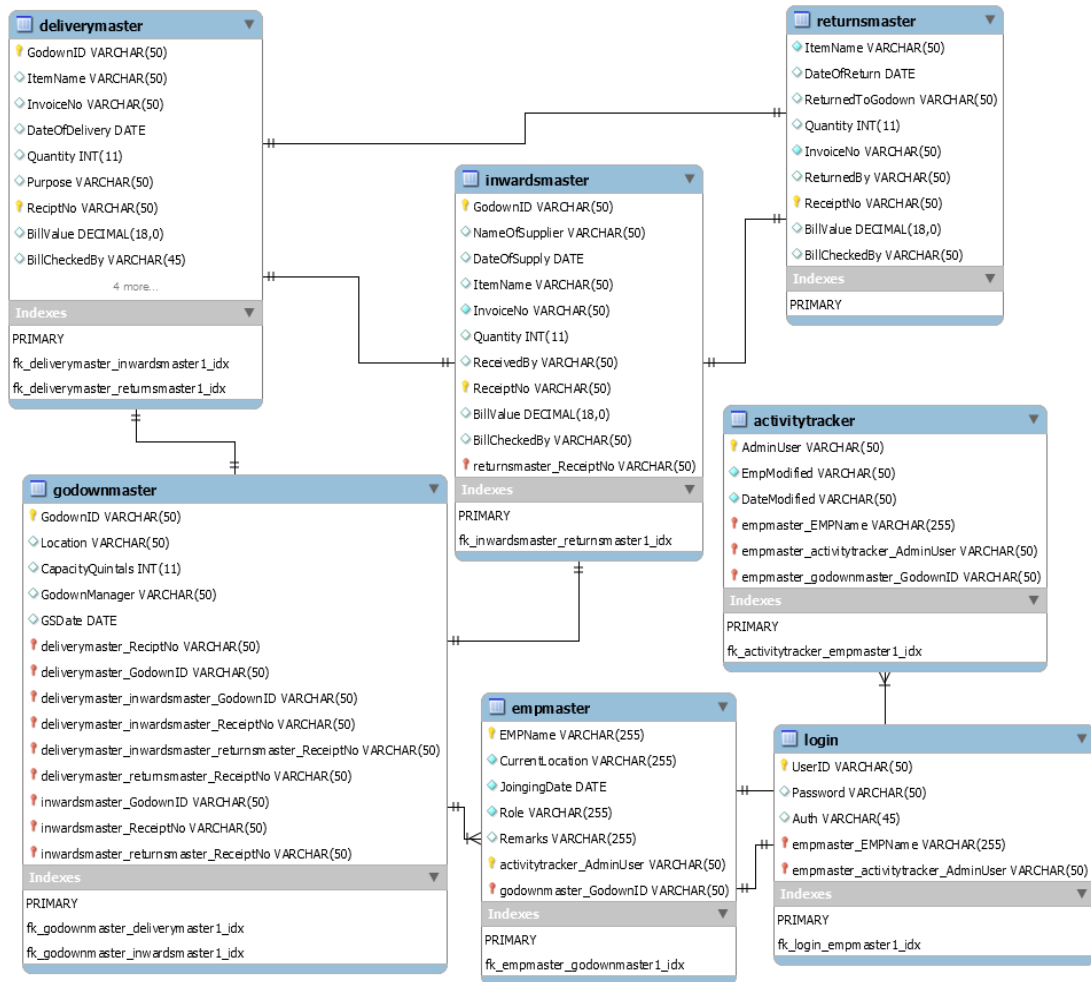 deliverymaster
GodownID VARCHAR(50)
ItemName VARCHAR(50)
InvoiceNo VARCHAR(50)
DateOfDelivery DATE
Quantity INT(11)
Purpose VARCHAR(50)
ReciptNo VARCHAR(50)
BillValue DECIMAL(18,0)
BillCheckedBy VARCHAR(45)
4 more...
Indexes
PRIMARY
fk_deliverymaster_inwardsmaster1_idx
fk_deliverymaster_returnsmaster1_idx
returnsmaster
ItemName VARCHAR(50)
DateOfReturn DATE
ReturnedToGodown VARCHAR(50)
Quantity INT(11)
InvoiceNo VARCHAR(50)
ReturnedBy VARCHAR(50)
ReceiptNo VARCHAR(50)
BillValue DECIMAL(18,0)
BillCheckedBy VARCHAR(50)
Indexes
PRIMARY
inwardsmaster
GodownID VARCHAR(50)
NameOfSupplier VARCHAR(50)
DateOfSupply DATE
ItemName VARCHAR(50)
InvoiceNo VARCHAR(50)
Quantity INT(11)
ReceivedBy VARCHAR(50)
ReceiptNo VARCHAR(50)
BillValue DECIMAL(18,0)
BillCheckedBy VARCHAR(50)
returnsmaster_ReceiptNo VARCHAR(50)
Indexes
PRIMARY
fk_inwardsmaster_returnsmaster1_idx
activitytracker
AdminUser VARCHAR(50)
EmpModified VARCHAR(50)
DateModified VARCHAR(50)
empmaster_EMPName VARCHAR(255)
empmaster_activitytracker_AdminUser VARCHAR(50)
empmaster_godownmaster_GodownID VARCHAR(50)
Indexes
PRIMARY
fk_activitytracker_empmaster1_idx
godownmaster
GodownID VARCHAR(50)
Location VARCHAR(50)
CapacityQuintals INT(11)
GodownManager VARCHAR(50)
GSDate DATE
deliverymaster_ReciptNo VARCHAR(50)
deliverymaster_GodownID VARCHAR(50)
deliverymaster_inwardsmaster_GodownID VARCHAR(50)
deliverymaster_inwardsmaster_ReceiptNo VARCHAR(50)
deliverymaster_inwardsmaster_returnsmaster_ReceiptNo VARCHAR(50)
deliverymaster_returnsmaster_ReceiptNo VARCHAR(50)
inwardsmaster_GodownID VARCHAR(50)
inwardsmaster_ReceiptNo VARCHAR(50)
inwardsmaster_returnsmaster_ReceiptNo VARCHAR(50)
Indexes
PRIMARY
fk_godownmaster_deliverymaster1_idx
fk_godownmaster_inwardsmaster1_idx
empmaster
EMPName VARCHAR(255)
CurrentLocation VARCHAR(255)
JoingingDate DATE
Role VARCHAR(255)
Remarks VARCHAR(255)
activitytracker_AdminUser VARCHAR(50)
godownmaster_GodownID VARCHAR(50)
Indexes
PRIMARY
fk_empmaster_godownmaster1_idx
login
UserID VARCHAR(50)
Password VARCHAR(50)
Auth VARCHAR(45)
empmaster_EMPName VARCHAR(255)
empmaster_activitytracker_AdminUser VARCHAR(50)
Indexes
PRIMARY
fk_login_empmaster1_idx